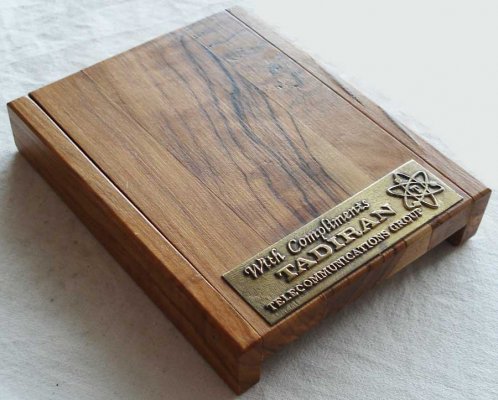 With Compliments
TADIRAN
TELECOMMUNICATIONS GROUP